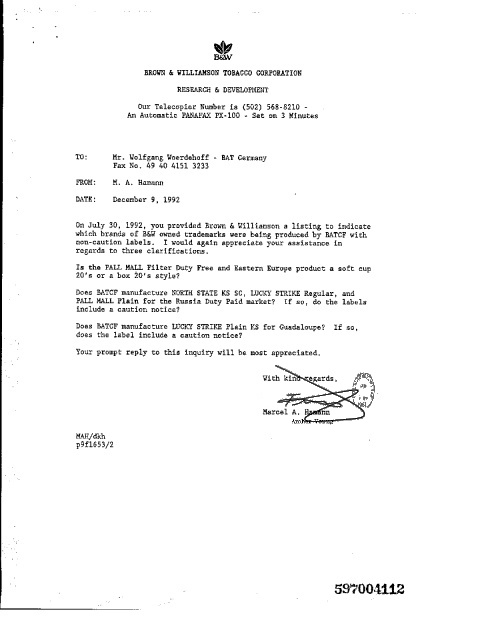 B&W
BROWN & WILLIAMSON TOBACCO CORPORATION
RESEARCH & DEVELOPMENT
Our Telecopier Number is (502) 568-8210 -
An Automatic PANAFAX PX-100 - Set on 3 Minutes
TO: Mr. Wolfgang Woerdehoff - BAT Germany
Fax No. 49 40 4151 3233
FROM: M. A. Hamann
DATE: December 9, 1992
On July 30, 1992, you provided Brown & Williamson a listing to indicate
which brands of B&W owned trademarks were being produced by BATCF with
non-caution labels. I would again appreciate your assistance in
regards to three clarifications.
Is the PALL MALL Filter Duty Free and Eastern Europe product a soft cup
20's or a box 20's style?
Does BATCF manufacture NORTH STATE KS SC, LUCKY STRIKE Regular, and
PALL MALL Plain for the Russia Duty Paid market? If so, do the labels
include a caution notice?
Does BATCF manufacture LUCKY STRIKE Plain KS for Guadaloupe? If so,
does the label include a caution notice?
Your prompt reply to this inquiry will be most appreciated.
With kind regards,
Marcel A. Hamann
MAH/dkh
p9f1653/2
597004112